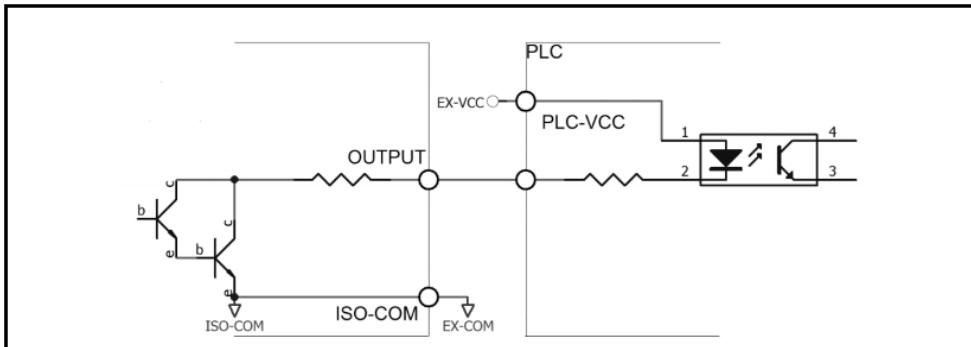 PLC
EX-VCC
PLC-VCC
1
4
OUTPUT
2
3
c
b
c
e
b
e
ISO-COM
ISO-COM
EX-COM